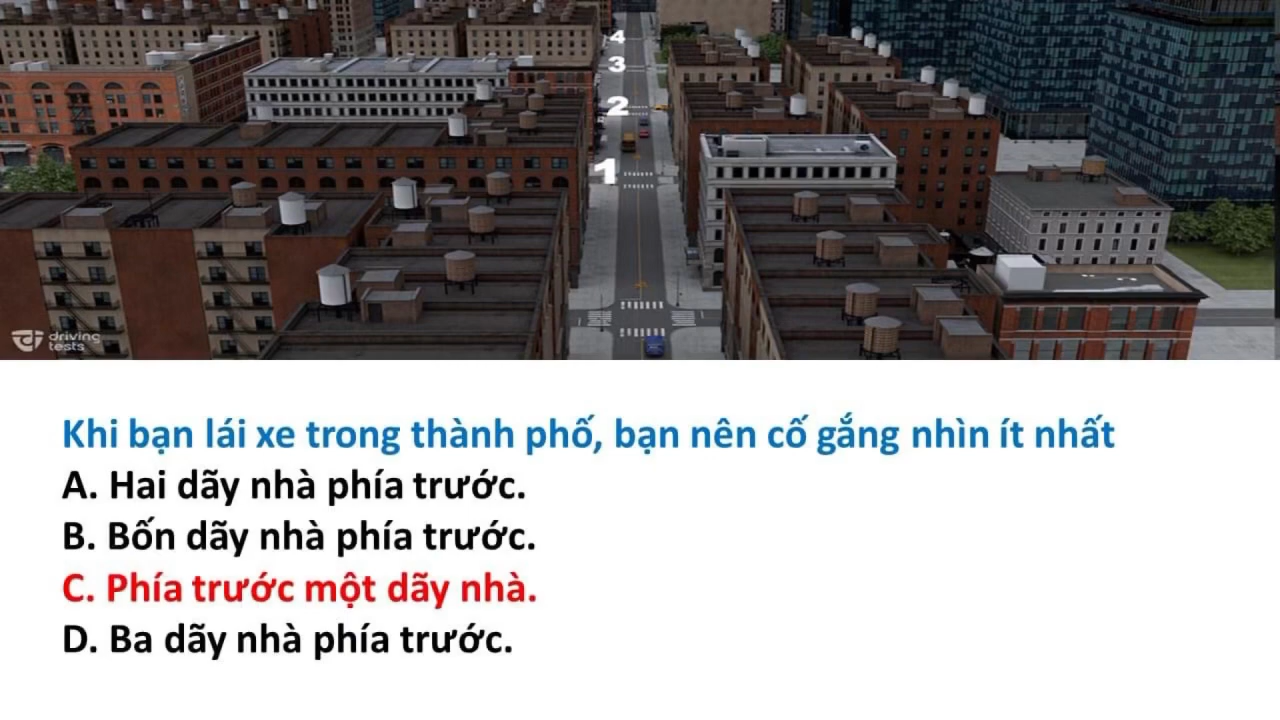 4
3
2
1
driving
tests
Khi bạn lái xe trong thành phố, bạn nên cố gắng nhìn ít nhất
A. Hai dãy nhà phía trước.
B. Bốn dãy nhà phía trước.
C. Phía trước một dãy nhà.
D. Ba dãy nhà phía trước.